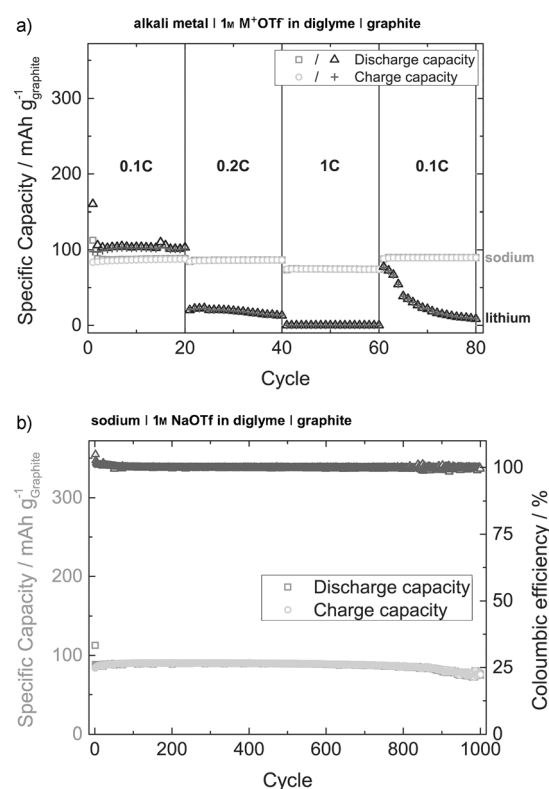 a)
alkali metal | 1M M⁺OTf⁻ in diglyme | graphite
Specific Capacity / mAh g⁻¹graphite
300
200
100
0
/ Discharge capacity
/ Charge capacity
0.1C 0.2C 1C 0.1C
sodium
lithium
0 20 40 60 80
Cycle
b)
sodium | 1M NaOTf in diglyme | graphite
Specific Capacity / mAh g⁻¹Graphite
300
200
100
0
Discharge capacity
Charge capacity
100
75
50
25
0
Couloumbic efficiency / %
0 200 400 600 800 1000
Cycle